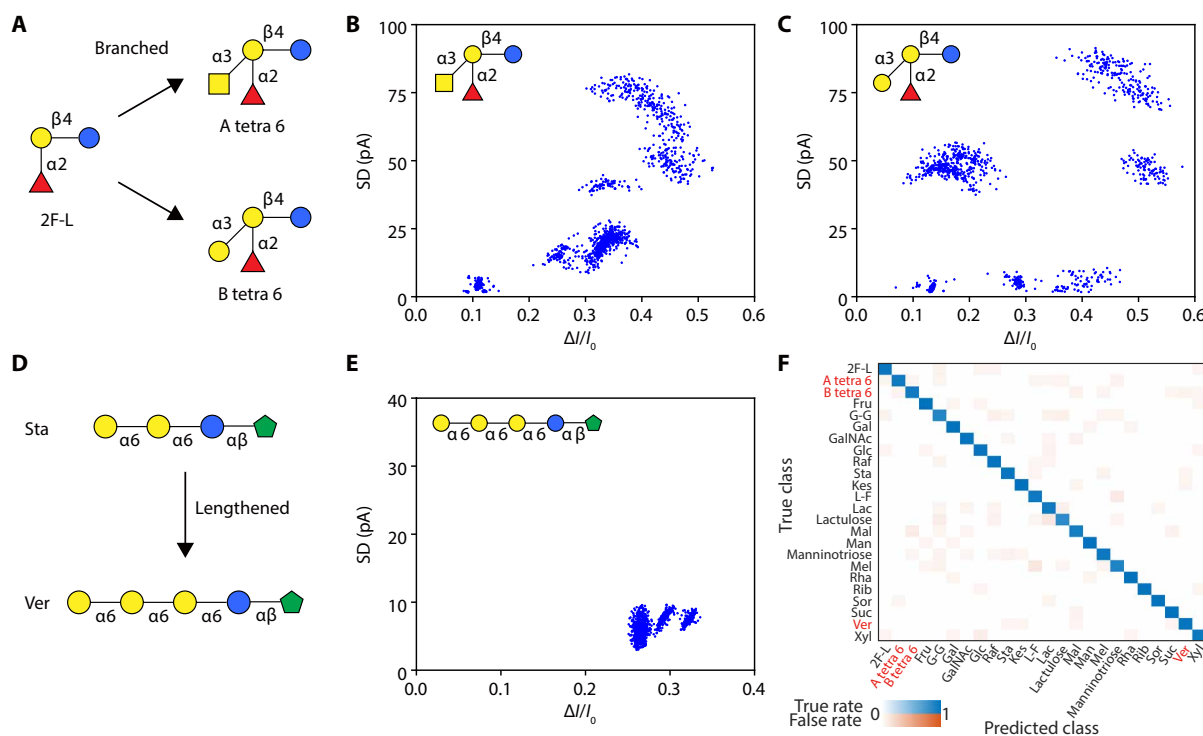 A
Branched
α3
β4
α2
A tetra 6
β4
α2
2F-L
α3
β4
α2
B tetra 6
B
β4
α3
α2
100
75
50
25
0
SD (pA)
0.0 0.1 0.2 0.3 0.4 0.5 0.6
ΔI/I0
C
β4
α3
α2
100
75
50
25
0
SD (pA)
0.0 0.1 0.2 0.3 0.4 0.5 0.6
ΔI/I0
D
Sta
α6 α6 αβ
Lengthened
Ver
α6 α6 α6 αβ
E
α6 α6 α6 αβ
40
30
20
10
0
SD (pA)
0.0 0.1 0.2 0.3 0.4
ΔI/I0
F
True class
2F-L
A tetra 6
B tetra 6
Fru
G-G
Gal
GalNAc
Glc
Raf
Sta
Kes
L-F
Lac
Lactulose
Mal
Man
Manninotriose
Mel
Rha
Rib
Sor
Suc
Ver
Xyl
2F-L A tetra 6 B tetra 6 Fru G-G Gal GalNAc Glc Raf Sta Kes L-F Lac Lactulose Mal Man Manninotriose Mel Rha Rib Sor Suc Ver Xyl
True rate
False rate
0 1
Predicted class